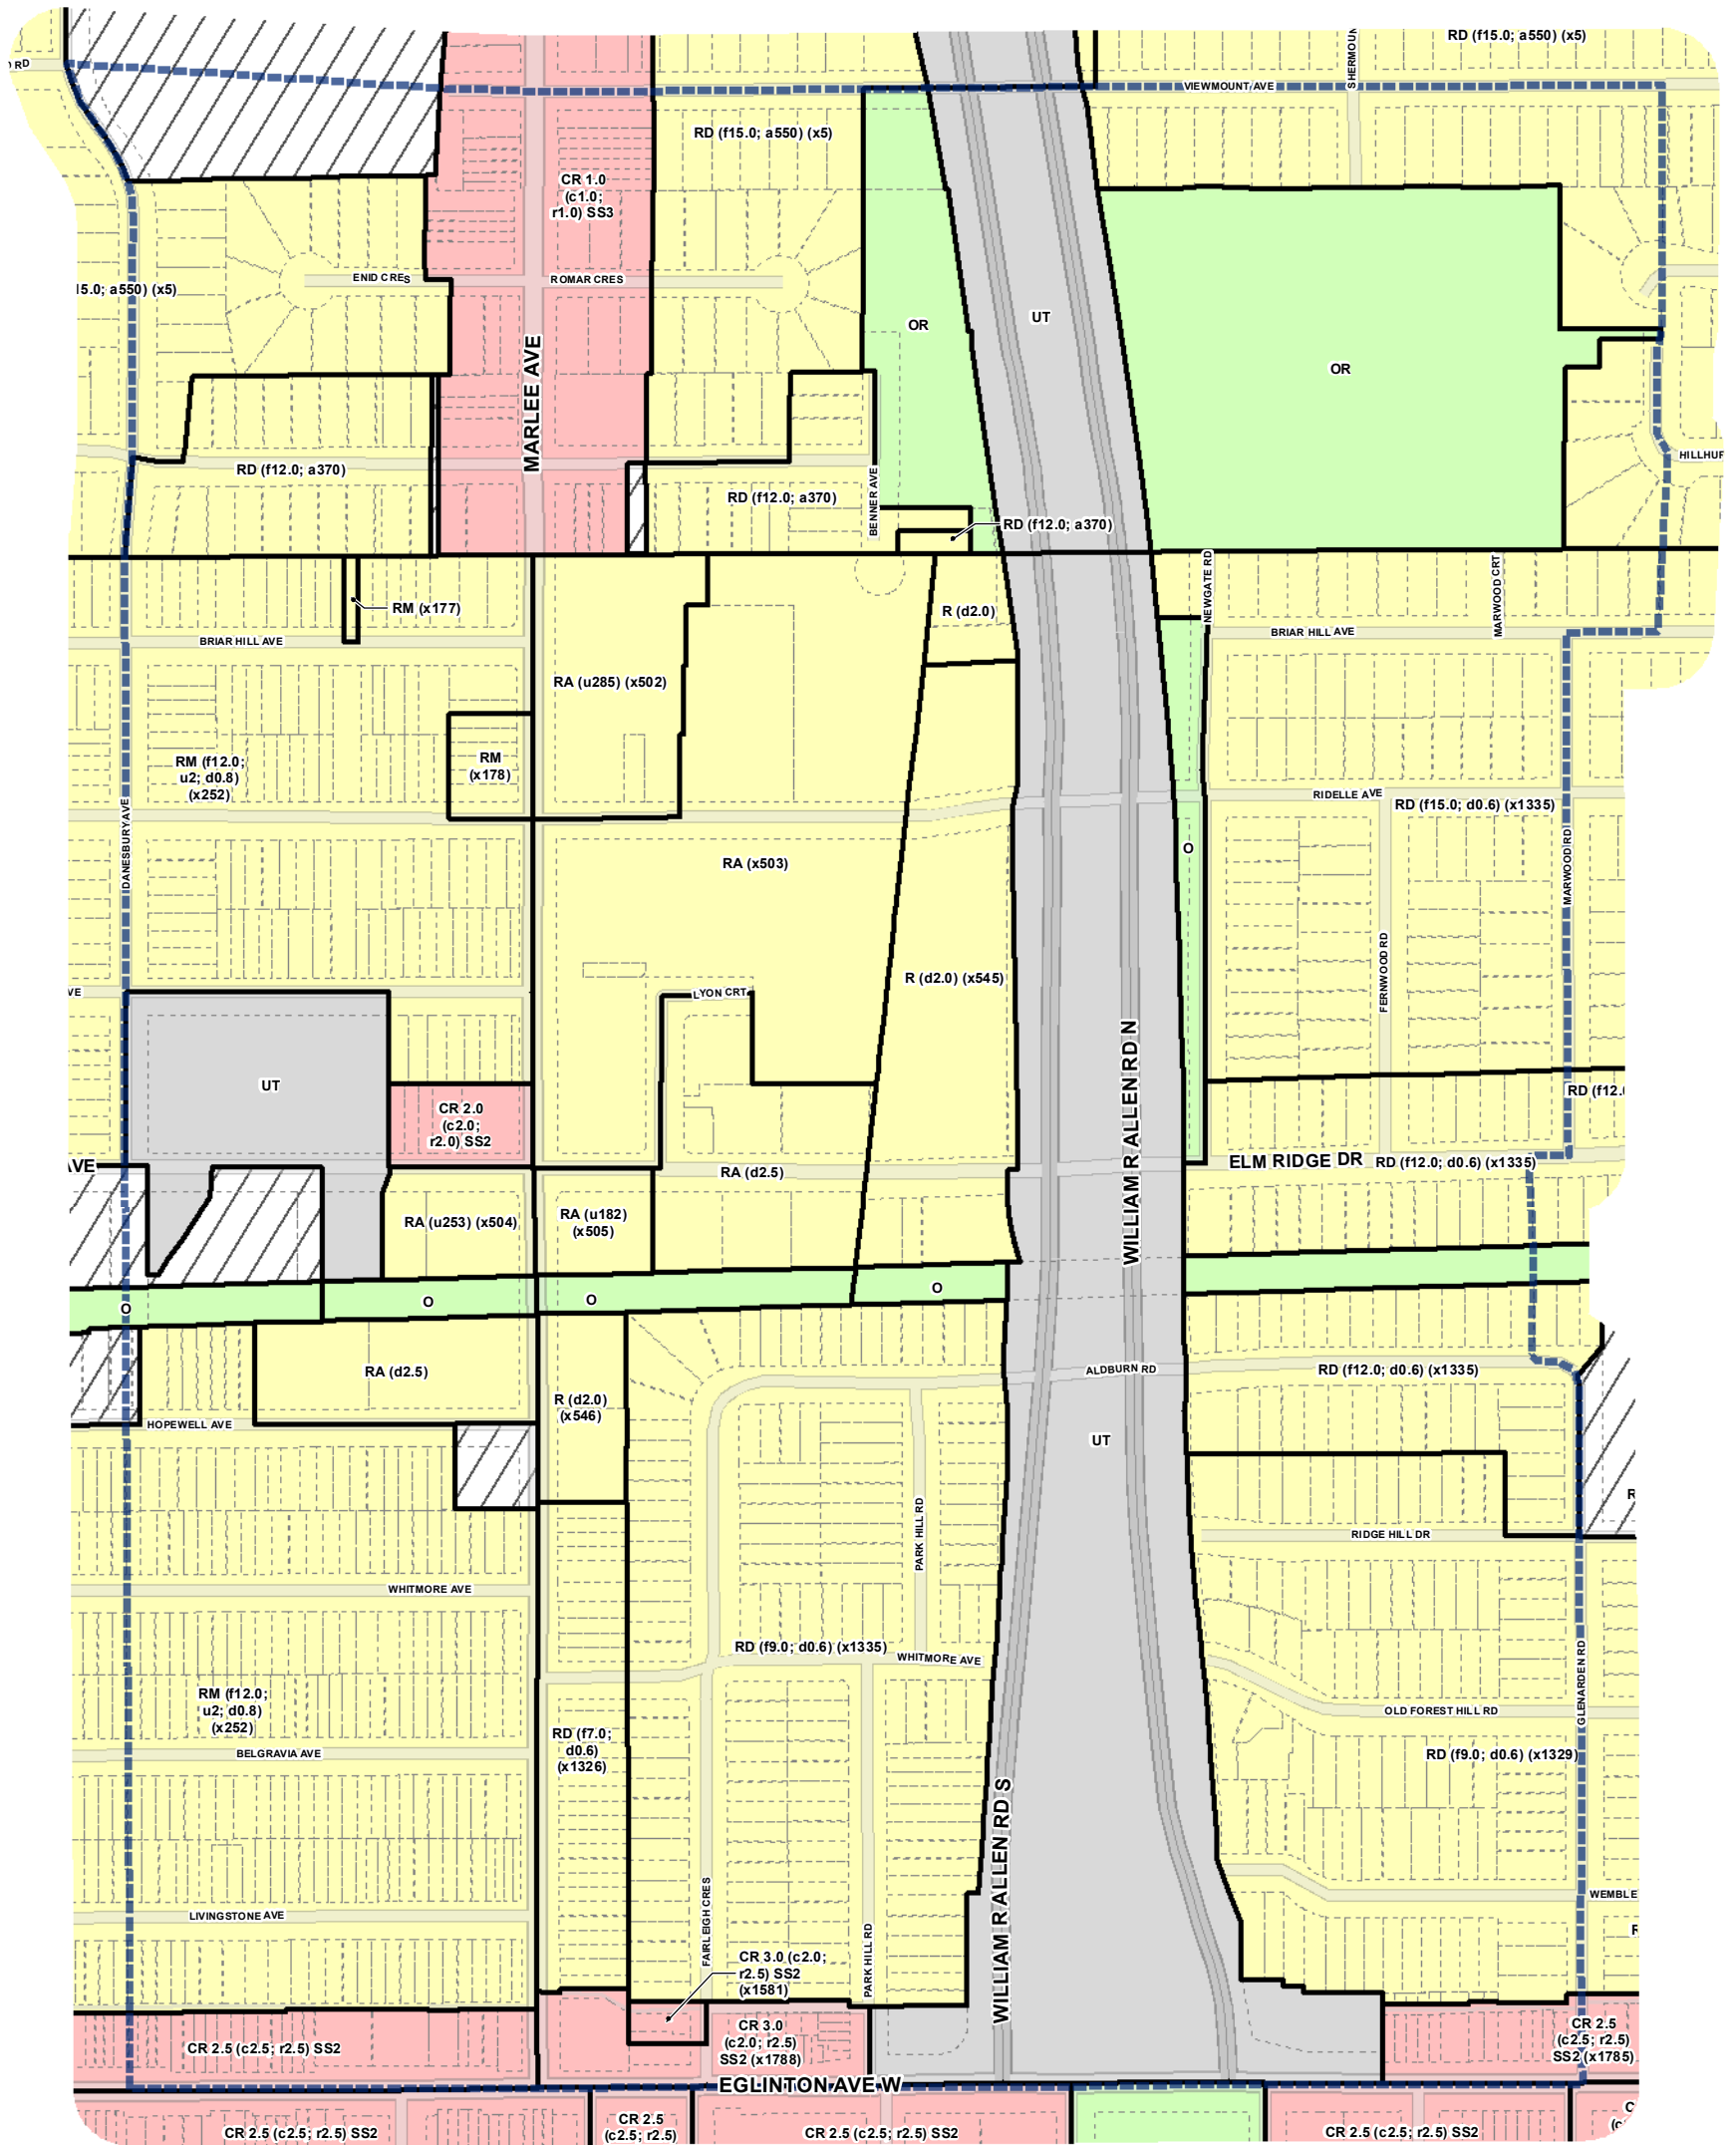 RD (f15.0; a550) (x5)
RD
VIEWMOUNT AVE
RD (f15.0; a550) (x5)
CR 1.0
(c1.0;
r1.0) SS3
ENID CRES
ROMAR CRES
5.0; a550) (x5)
OR
UT
OR
MARLEE AVE
HILLHUR
RD (f12.0; a370)
RD (f12.0; a370)
BENNER AVE
RD (f12.0; a370)
NEWGATE RD
MARWOOD CRT
RM (x177)
R (d2.0)
BRIAR HILL AVE
BRIAR HILL AVE
RA (u285) (x502)
RM
(x178)
RM (f12.0;
u2; d0.8)
(x252)
DANESBURY AVE
RIDELLE AVE
RD (f15.0; d0.6) (x1335)
MARWOOD RD
RA (x503)
O
FERNWOOD RD
R (d2.0) (x545)
VE
LYON CRT
UT
CR 2.0
(c2.0;
r2.0) SS2
WILLIAM R ALLEN RD N
RD (f12.0
AVE
RA (d2.5)
ELM RIDGE DR
RD (f12.0; d0.6) (x1335)
RA (u253) (x504)
RA (u182)
(x505)
O
O
O
O
RA (d2.5)
ALDBURN RD
RD (f12.0; d0.6) (x1335)
R (d2.0)
(x546)
HOPEWELL AVE
UT
R
PARK HILL RD
RIDGE HILL DR
WHITMORE AVE
RD (f9.0; d0.6) (x1335)
WHITMORE AVE
GLENARDEN RD
RM (f12.0;
u2; d0.8)
(x252)
OLD FOREST HILL RD
RD (f7.0;
d0.6)
(x1326)
BELGRAVIA AVE
RD (f9.0; d0.6) (x1329)
WILLIAM R ALLEN RD S
WEMBLE
LIVINGSTONE AVE
FAIRLEIGH CRES
PARK HILL RD
CR 3.0 (c2.0;
r2.5) SS2
(x1581)
CR 3.0
(c2.0; r2.5)
SS2 (x1788)
CR 2.5 (c2.5; r2.5) SS2
CR 2.5
(c2.5; r2.5)
SS2 (x1785)
EGLINTON AVE W
CR 2.5 (c2.5; r2.5) SS2
CR 2.5
(c2.5; r2.5)
CR 2.5 (c2.5; r2.5) SS2
CR 2.5 (c2.5; r2.5) SS2